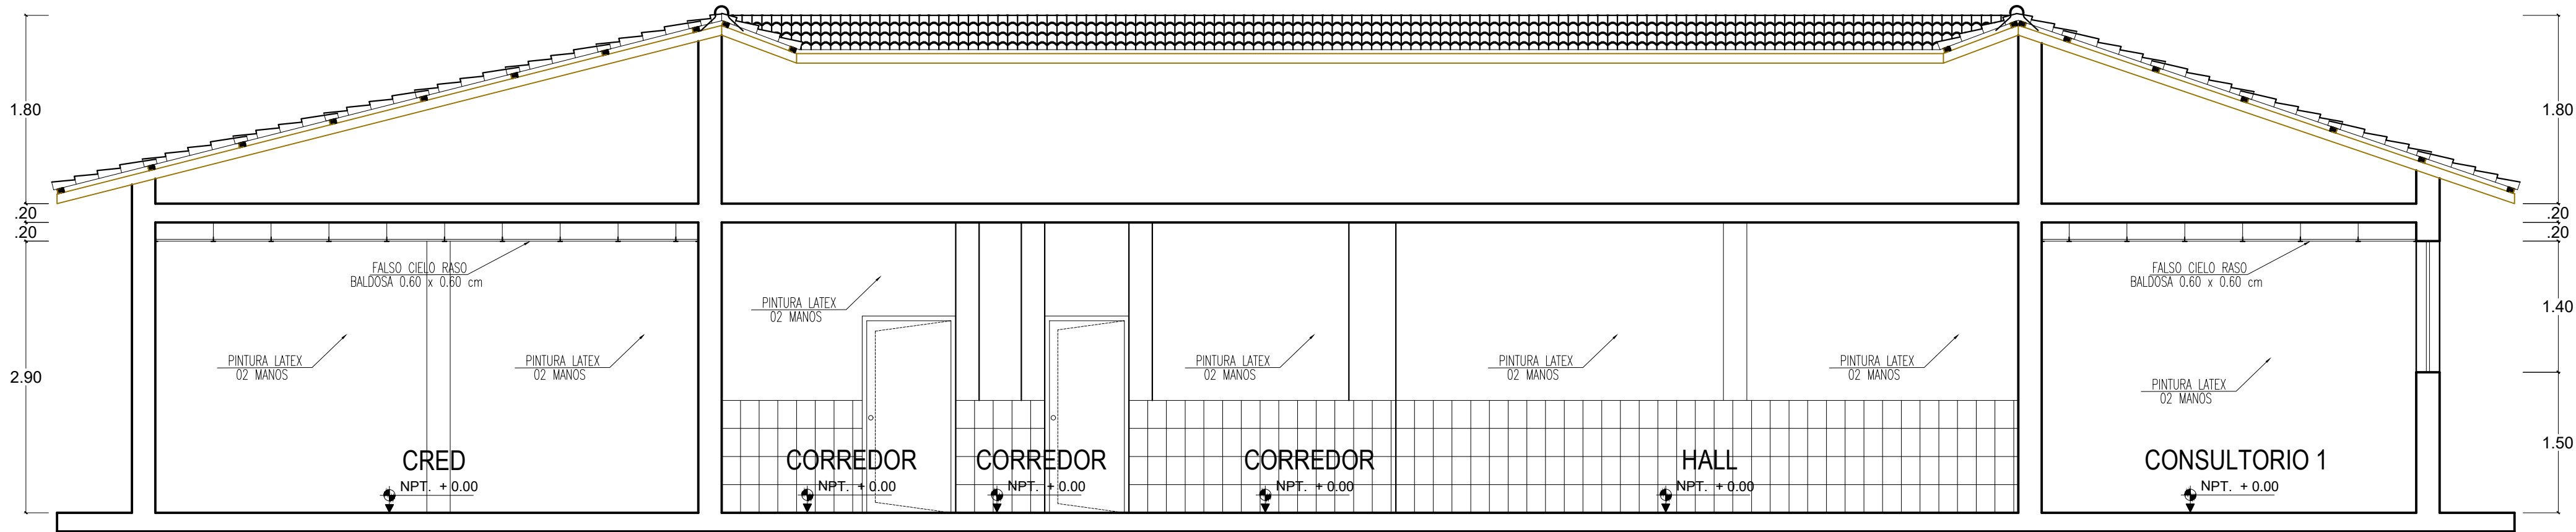 1.80
1.80
.20
.20
.20
.20
FALSO CIELO RASO
BALDOSA 0.60 x 0.60 cm
FALSO CIELO RASO
BALDOSA 0.60 x 0.60 cm
PINTURA LATEX
02 MANOS
1.40
PINTURA LATEX
02 MANOS
PINTURA LATEX
02 MANOS
PINTURA LATEX
02 MANOS
PINTURA LATEX
02 MANOS
PINTURA LATEX
02 MANOS
2.90
PINTURA LATEX
02 MANOS
1.50
CRED
NPT. + 0.00
CORREDOR
NPT. + 0.00
CORREDOR
NPT. + 0.00
CORREDOR
NPT. + 0.00
HALL
NPT. + 0.00
CONSULTORIO 1
NPT. + 0.00